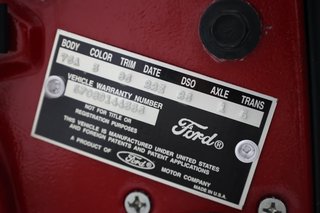 BODY COLOR TRIM DATE DSO AXLE TRANS
VEHICLE WARRANTY NUMBER
NOT FOR TITLE OR
REGISTRATION PURPOSES
Ford®
THIS VEHICLE IS MANUFACTURED UNDER UNITED STATES
AND FOREIGN PATENTS AND PATENT APPLICATIONS
A PRODUCT OF Ford MOTOR COMPANY
MADE IN U.S.A.